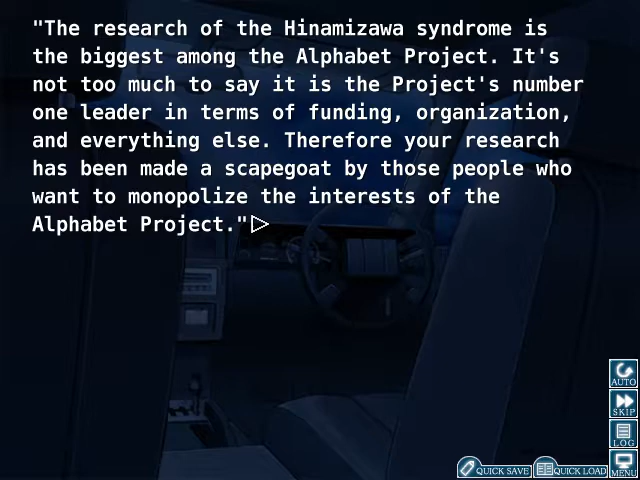 "The research of the Hinamizawa syndrome is
the biggest among the Alphabet Project. It's
not too much to say it is the Project's number
one leader in terms of funding, organization,
and everything else. Therefore your research
has been made a scapegoat by those people who
want to monopolize the interests of the
Alphabet Project."
AUTO
SKIP
LOG
QUICK SAVE
QUICK LOAD
MENU